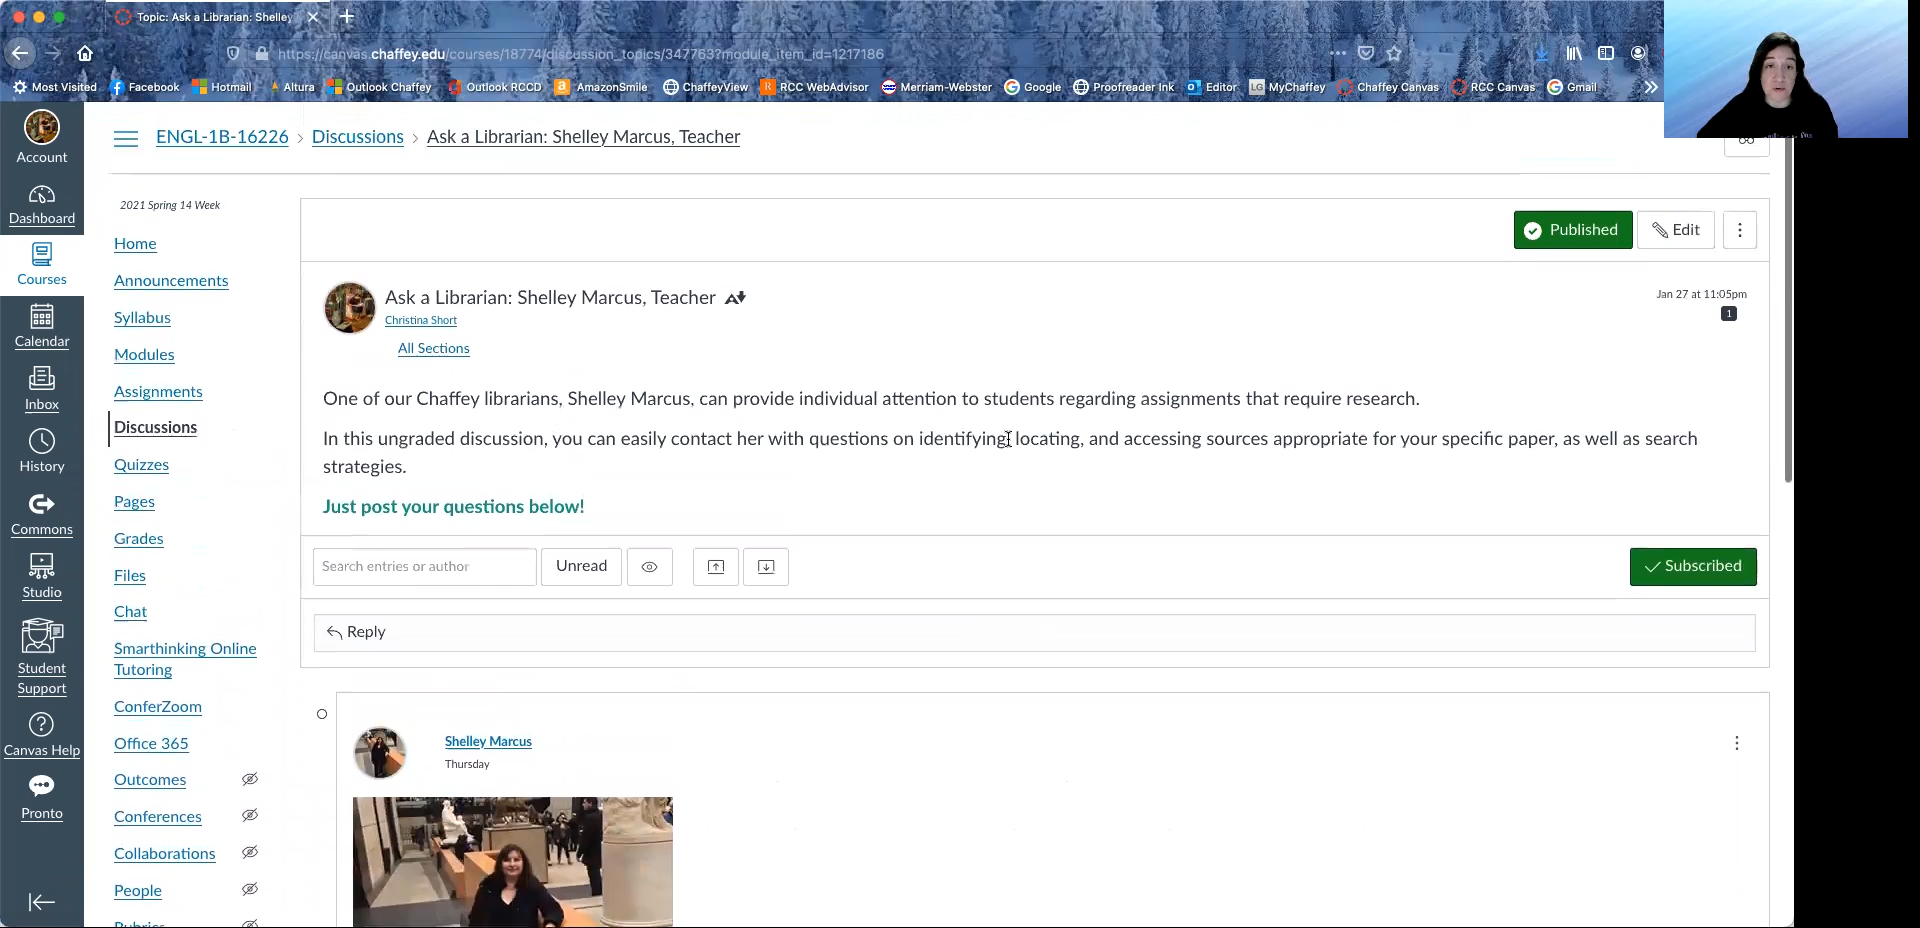 Topic: Ask a Librarian: Shelley
https://canvas.chaffey.edu/courses/18774/discussion_topics/347763?module_item_id=1217186
Most Visited Facebook Hotmail Altura Outlook Chaffey Outlook RCCD AmazonSmile ChaffeyView RCC WebAdvisor Merriam-Webster Google Proofreader Ink Editor MyChaffey Chaffey Canvas RCC Canvas Gmail
Account
Dashboard
Courses
Calendar
Inbox
History
Commons
Studio
Student
Support
Canvas Help
Pronto
ENGL-1B-16226 › Discussions › Ask a Librarian: Shelley Marcus, Teacher
2021 Spring 14 Week
Home
Announcements
Syllabus
Modules
Assignments
Discussions
Quizzes
Pages
Grades
Files
Chat
Smarthinking Online
Tutoring
ConferZoom
Office 365
Outcomes
Conferences
Collaborations
People
Rubrics
Published Edit
Ask a Librarian: Shelley Marcus, Teacher
Jan 27 at 11:05pm
Christina Short
1
All Sections
One of our Chaffey librarians, Shelley Marcus, can provide individual attention to students regarding assignments that require research.
In this ungraded discussion, you can easily contact her with questions on identifying, locating, and accessing sources appropriate for your specific paper, as well as search
strategies.
Just post your questions below!
Search entries or author Unread Subscribed
Reply
Shelley Marcus
Thursday